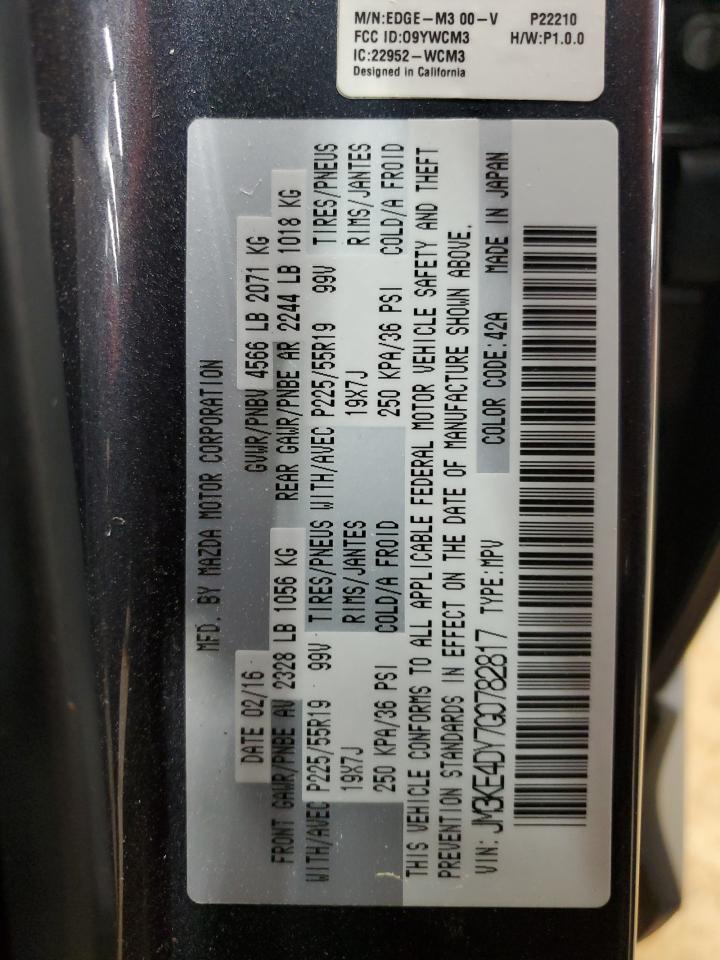 M/N:EDGE-M3 00-V P22210
FCC ID:O9YWCM3 H/W:P1.0.0
IC:22952-WCM3
Designed in California
MFD. BY MAZDA MOTOR CORPORATION
DATE 02/16 GVWR/PNBV 4566 LB 2071 KG
FRONT GAWR/PNBE AV 2328 LB 1056 KG REAR GAWR/PNBE AR 2244 LB 1018 KG
WITH/AVEC P225/55R19 99V TIRES/PNEUS WITH/AVEC P225/55R19 99V TIRES/PNEUS
19X7J RIMS/JANTES 19X7J RIMS/JANTES
250 KPA/36 PSI COLD/A FROID 250 KPA/36 PSI COLD/A FROID
THIS VEHICLE CONFORMS TO ALL APPLICABLE FEDERAL MOTOR VEHICLE SAFETY AND THEFT
PREVENTION STANDARDS IN EFFECT ON THE DATE OF MANUFACTURE SHOWN ABOVE.
VIN: JM3KE4DY7G0782817 TYPE:MPV COLOR CODE:42A MADE IN JAPAN